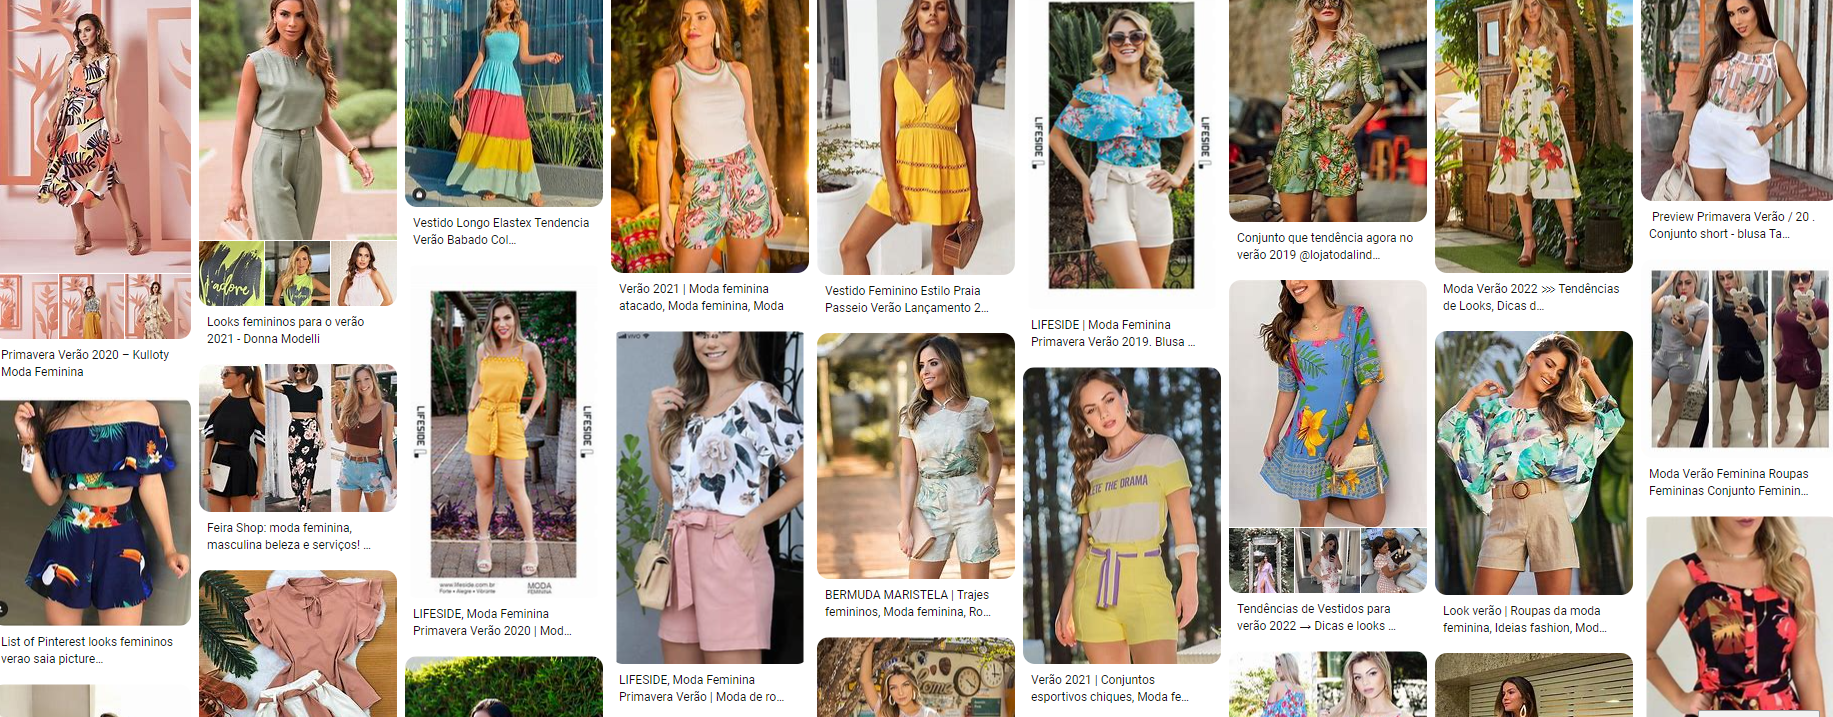 Primavera Verão 2020 – Kulloty
Moda Feminina
List of Pinterest looks femininos
verao saia picture...
j'adore
Looks femininos para o verão
2021 - Donna Modelli
Feira Shop: moda feminina,
masculina beleza e serviços! ...
Vestido Longo Elastex Tendencia
Verão Babado Col...
LIFESIDE
LIFESIDE
www.lifeside.com.br
Forte • Alegre • Vibrante
MODA
FEMININA
LIFESIDE, Moda Feminina
Primavera Verão 2020 | Mod...
Verão 2021 | Moda feminina
atacado, Moda feminina, Moda
VIVO
LIFESIDE, Moda Feminina
Primavera Verão | Moda de ro...
Vestido Feminino Estilo Praia
Passeio Verão Lançamento 2...
BERMUDA MARISTELA | Trajes
femininos, Moda feminina, Ro...
LIFESIDE
LIFESIDE
LIFESIDE | Moda Feminina
Primavera Verão 2019. Blusa ...
THE DRAMA
Verão 2021 | Conjuntos
esportivos chiques, Moda fe...
Conjunto que tendência agora no
verão 2019 @lojatodalind...
Tendências de Vestidos para
verão 2022 → Dicas e looks ...
Moda Verão 2022 ⋙ Tendências
de Looks, Dicas d...
Look verão | Roupas da moda
feminina, Ideias fashion, Mod...
Preview Primavera Verão / 20 .
Conjunto short - blusa Ta...
Moda Verão Feminina Roupas
Femininas Conjunto Feminin...